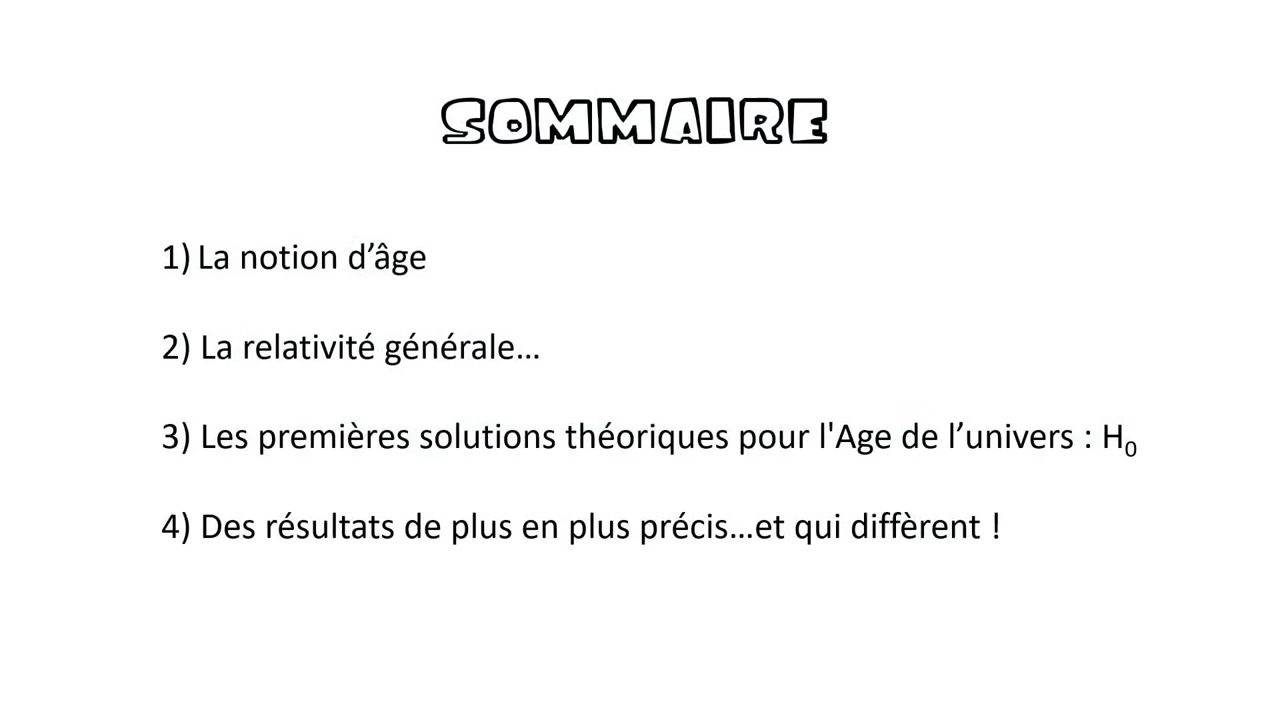 SOMMAIRE
1) La notion d’âge
2) La relativité générale…
3) Les premières solutions théoriques pour l'Age de l’univers : H₀
4) Des résultats de plus en plus précis…et qui diffèrent !